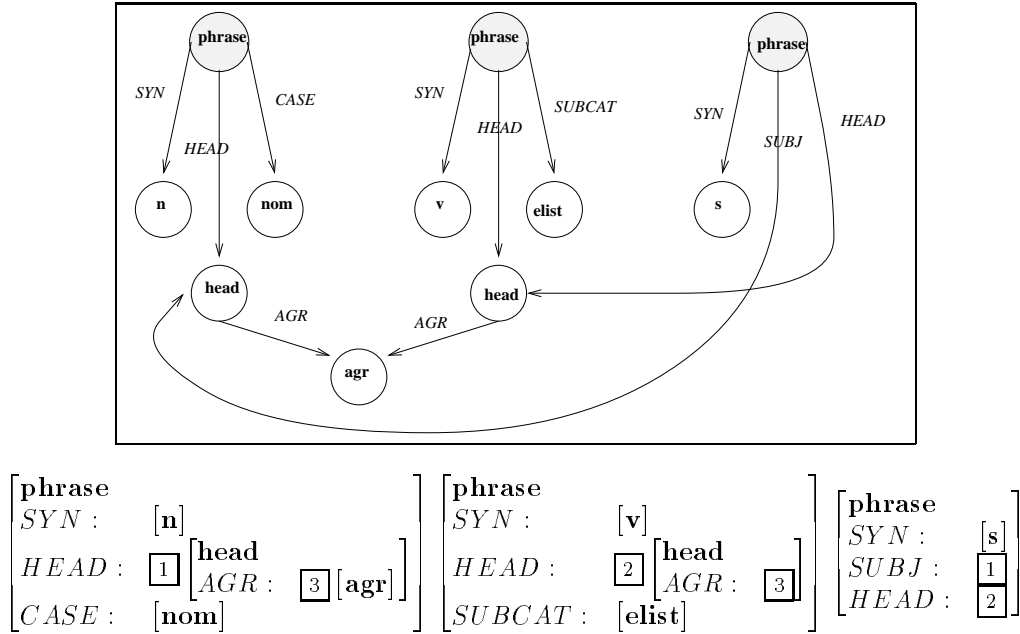 phrase phrase phrase
SYN CASE SYN SUBCAT SYN HEAD
HEAD HEAD SUBJ
n nom v elist s
head head
AGR AGR
agr
phrase
SYN : [n]
HEAD : 1 [head
AGR : 3 [agr]]
CASE : [nom]
phrase
SYN : [v]
HEAD : 2 [head
AGR : 3]
SUBCAT : [elist]
phrase
SYN : [s]
SUBJ : 1
HEAD : 2